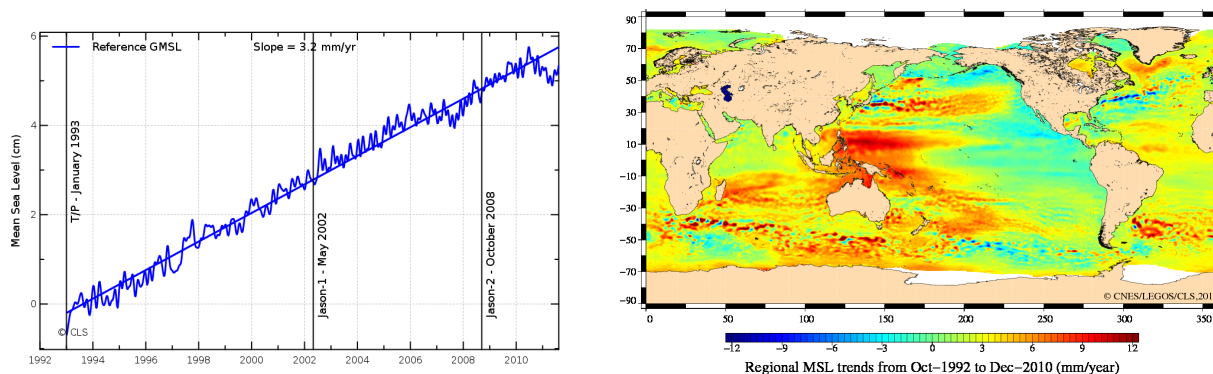 Reference GMSL
Slope = 3.2 mm/yr
Mean Sea Level (cm)
6
4
2
0
T/P - January 1993
Jason-1 - May 2002
Jason-2 - October 2008
© CLS
1992 1994 1996 1998 2000 2002 2004 2006 2008 2010
90
70
50
30
10
−10
−30
−50
−70
−90
© CNES/LEGOS/CLS,201
0 50 100 150 200 250 300 35
−12 −9 −6 −3 0 3 6 9 12
Regional MSL trends from Oct−1992 to Dec−2010 (mm/year)